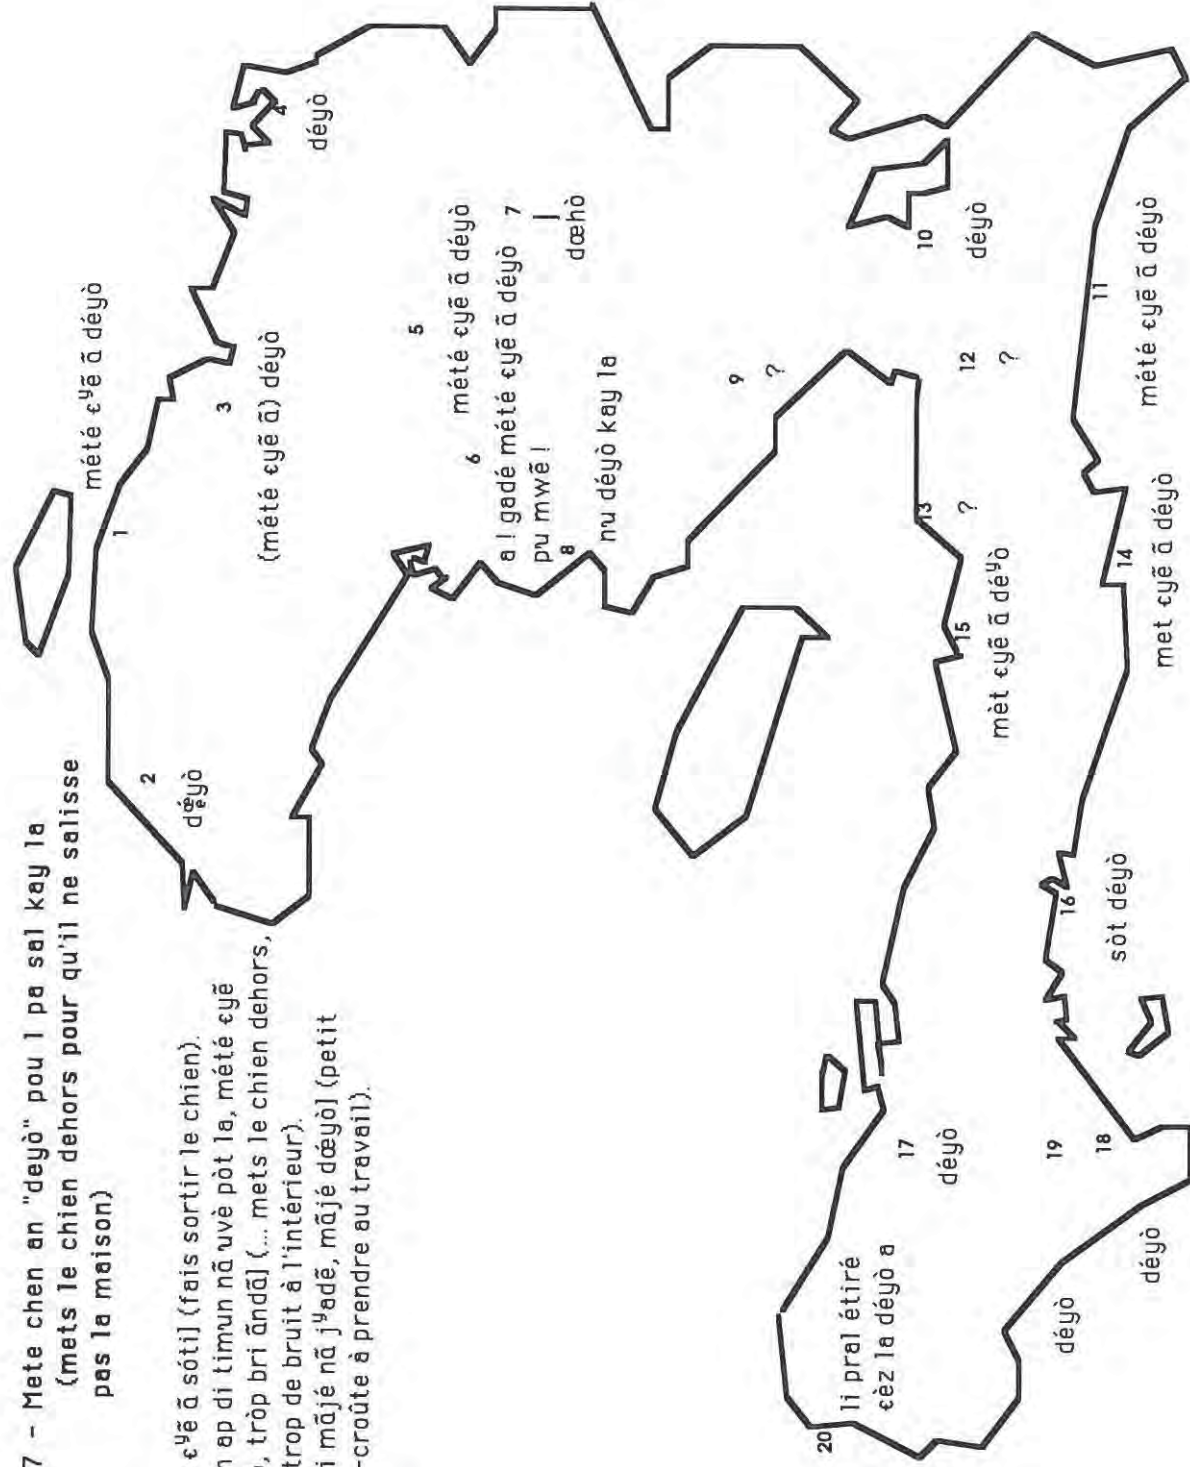 7 - Mete chen an "deyò" pou l pa sal kay la
(mets le chien dehors pour qu'il ne salisse
pas la maison)
ɛʸẽ ã sótil] (fais sortir le chien).
ap di timun nã uvè pòt la, mété ɛyẽ
, tròp bri ãndã] (... mets le chien dehors,
trop de bruit à l'intérieur).
i mãjé nã jʸadẽ, mãjé dœyò] (petit
-croûte à prendre au travail).
mété ɛʸẽ ã déyò
1
2
3
(mété ɛyẽ ã) déyò
4
déyò
5
mété ɛyẽ ã déyò
6
a ! gadé mété ɛyẽ ã déyò
pu mwẽ !
7
dœhò
8
nu déyò kay la
9
?
10
déyò
11
mété ɛyẽ ã déyò
12
?
13
?
14
met ɛyẽ ã déyò
15
mèt ɛyẽ ã déʸò
16
sòt déyò
17
déyò
18
déyò
19
déyò
20
li pral étiré
ɛèz la déyò a